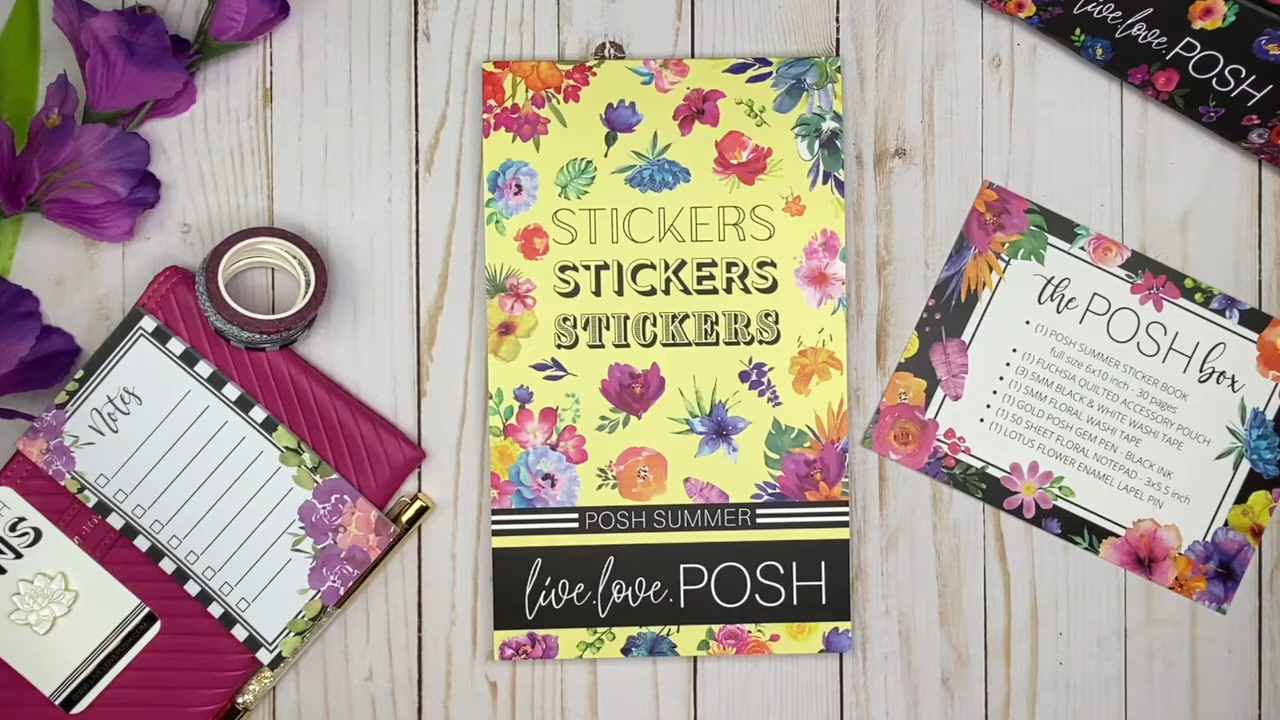 live.love.POSH
STICKERS
STICKERS
STICKERS
POSH SUMMER
live.love.POSH
Notes
the POSH box
• (1) POSH SUMMER STICKER BOOK
full size 6x10 inch - 30 pages
• (1) FUCHSIA QUILTED ACCESSORY POUCH
• (3) 5MM BLACK & WHITE WASHI TAPE
• (1) 5MM FLORAL WASHI TAPE
• (1) GOLD POSH GEM PEN - BLACK INK
• (1) 50 SHEET FLORAL NOTEPAD - 3x5.5 inch
• (1) LOTUS FLOWER ENAMEL LAPEL PIN